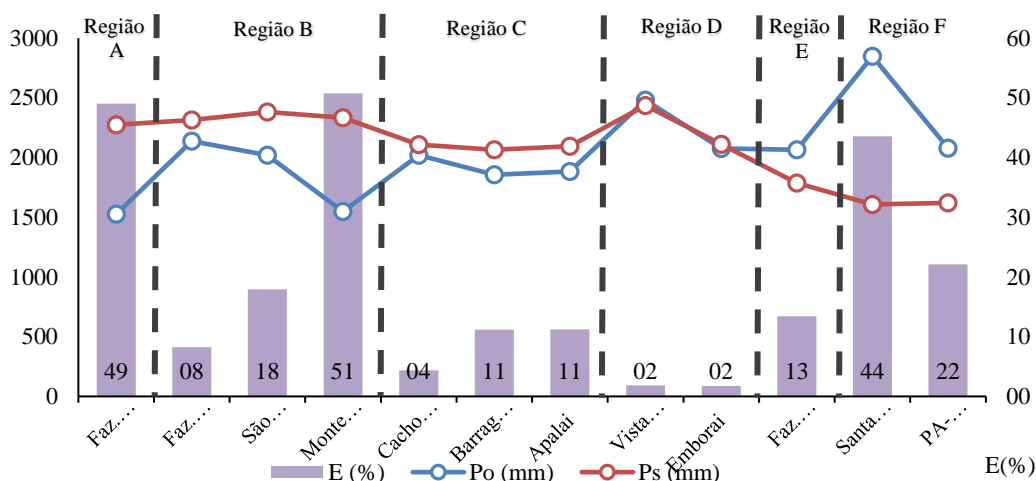 Região A
Região B
Região C
Região D
Região E
Região F
3000
2500
2000
1500
1000
500
0
60
50
40
30
20
10
00
49
08
18
51
04
11
11
02
02
13
44
22
Faz....
Faz....
São...
Monte...
Cacho...
Barrag...
Apalai
Vista...
Emborai
Faz....
Santa...
PA-...
E (%)
Po (mm)
Ps (mm)
E(%)